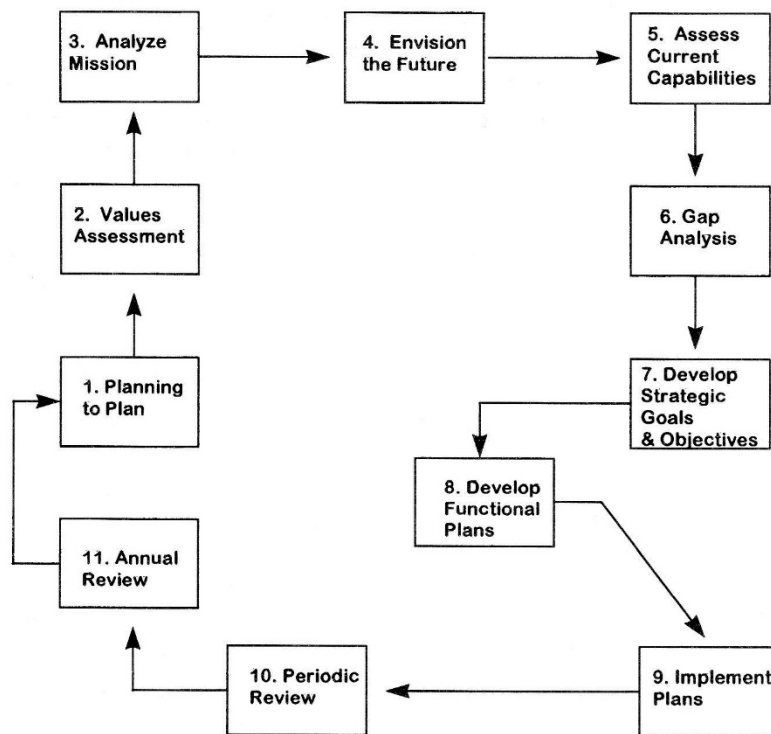 3. Analyze
Mission
4. Envision
the Future
5. Assess
Current
Capabilities
2. Values
Assessment
6. Gap
Analysis
1. Planning
to Plan
7. Develop
Strategic
Goals
& Objectives
8. Develop
Functional
Plans
11. Annual
Review
10. Periodic
Review
9. Implement
Plans